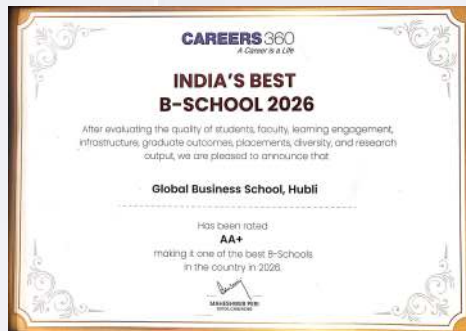 CAREERS360
A Career is a Life
INDIA'S BEST
B-SCHOOL 2026
After evaluating the quality of students, faculty, learning engagement,
infrastructure, graduate outcomes, placements, diversity, and research
output, we are pleased to announce that
Global Business School, Hubli
Has been rated
AA+
making it one of the best B-Schools
in the country in 2026.
MAHESHWER PERI